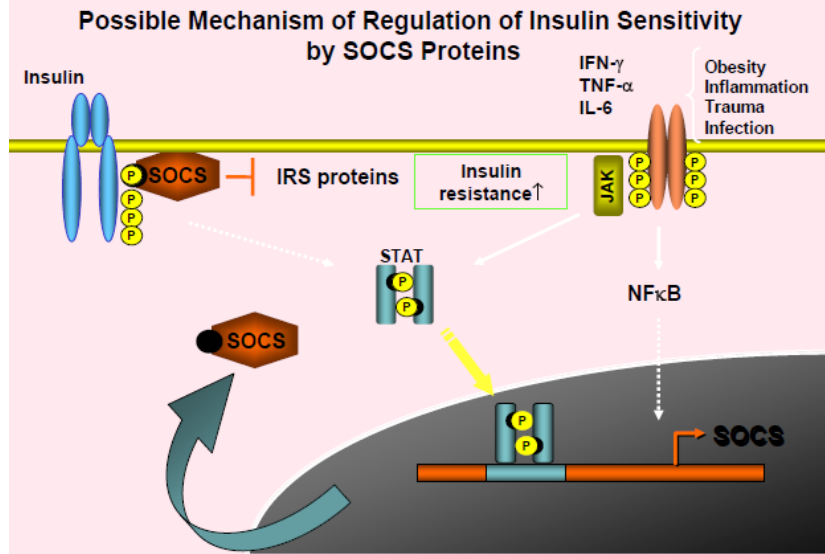 Possible Mechanism of Regulation of Insulin Sensitivity
by SOCS Proteins
Insulin
IFN-γ
TNF-α
IL-6
Obesity
Inflammation
Trauma
Infection
P
SOCS
IRS proteins
Insulin
resistance↑
JAK
P
P
P
P
P
P
P
P
P
STAT
P
P
NFκB
SOCS
P
P
SOCS